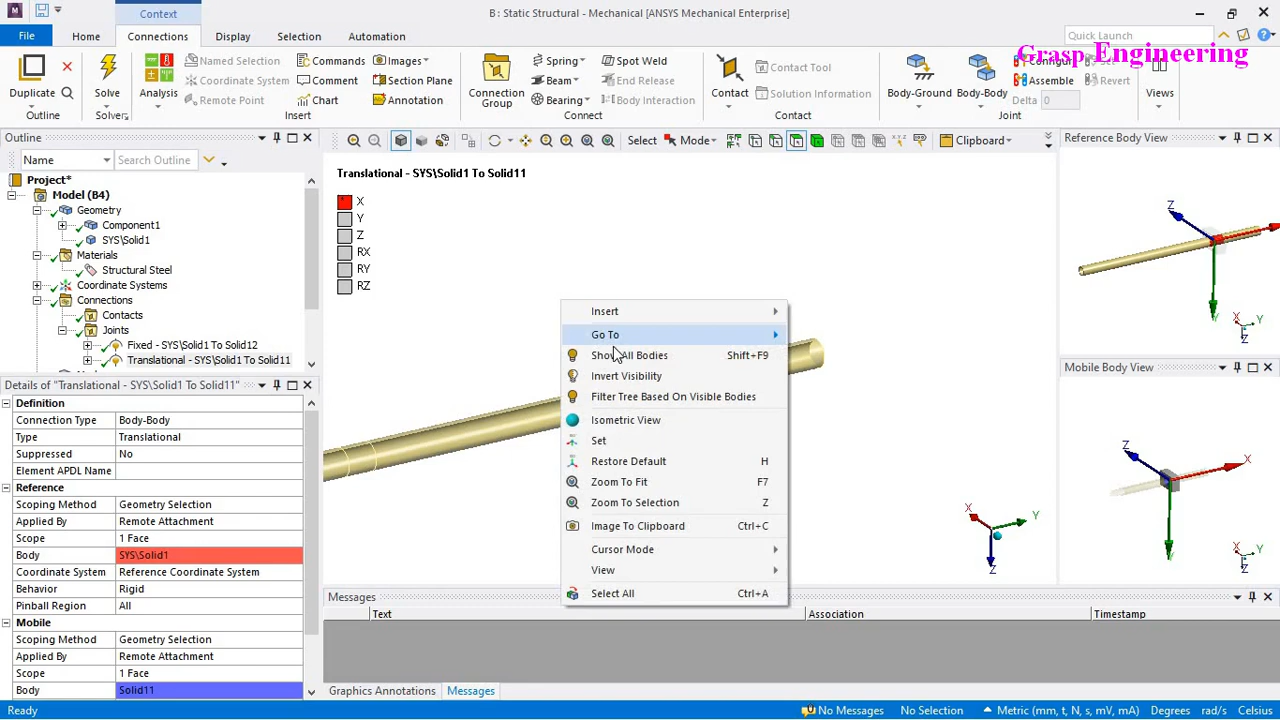 B : Static Structural - Mechanical [ANSYS Mechanical Enterprise]
Context
File Home Connections Display Selection Automation Quick Launch
Grasp Engineering
Duplicate
Outline
Solve
Solvers
Analysis
Named Selection
Coordinate System
Remote Point
Commands
Comment
Chart
Images
Section Plane
Annotation
Insert
Connection Group
Spring
Beam
Bearing
Spot Weld
End Release
Body Interaction
Connect
Contact
Contact Tool
Solution Information
Contact
Body-Ground
Body-Body
Assemble
Revert
Delta 0
Joint
Views
Outline
Name Search Outline
Project*
Model (B4)
Geometry
Component1
SYS\Solid1
Materials
Structural Steel
Coordinate Systems
Connections
Contacts
Joints
Fixed - SYS\Solid1 To Solid12
Translational - SYS\Solid1 To Solid11
Details of "Translational - SYS\Solid1 To Solid11"
Definition
Connection Type Body-Body
Type Translational
Suppressed No
Element APDL Name
Reference
Scoping Method Geometry Selection
Applied By Remote Attachment
Scope 1 Face
Body SYS\Solid1
Coordinate System Reference Coordinate System
Behavior Rigid
Pinball Region All
Mobile
Scoping Method Geometry Selection
Applied By Remote Attachment
Scope 1 Face
Body Solid11
Select Mode Clipboard
Translational - SYS\Solid1 To Solid11
X
Y
Z
RX
RY
RZ
Insert
Go To
Show All Bodies Shift+F9
Invert Visibility
Filter Tree Based On Visible Bodies
Isometric View
Set
Restore Default H
Zoom To Fit F7
Zoom To Selection Z
Image To Clipboard Ctrl+C
Cursor Mode
View
Select All Ctrl+A
X Y Z
Reference Body View
Z
Y
Mobile Body View
Z X
Y
Messages
Text Association Timestamp
Graphics Annotations Messages
Ready No Messages No Selection Metric (mm, t, N, s, mV, mA) Degrees rad/s Celsius